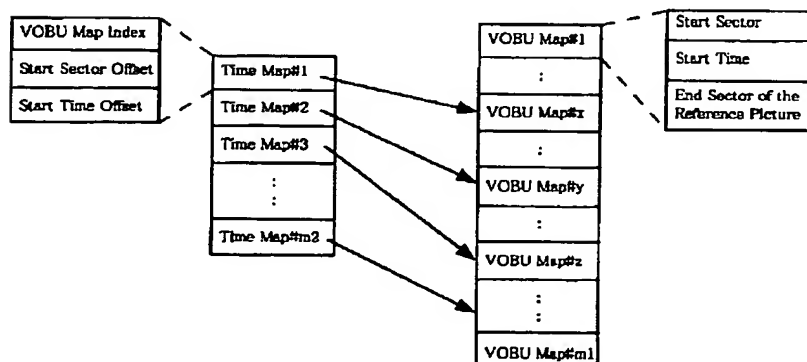 VOBU Map Index
Start Sector Offset
Start Time Offset
Time Map#1
Time Map#2
Time Map#3
:
:
Time Map#m2
VOBU Map#1
:
VOBU Map#x
:
VOBU Map#y
:
VOBU Map#z
:
:
VOBU Map#m1
Start Sector
Start Time
End Sector of the
Reference Picture